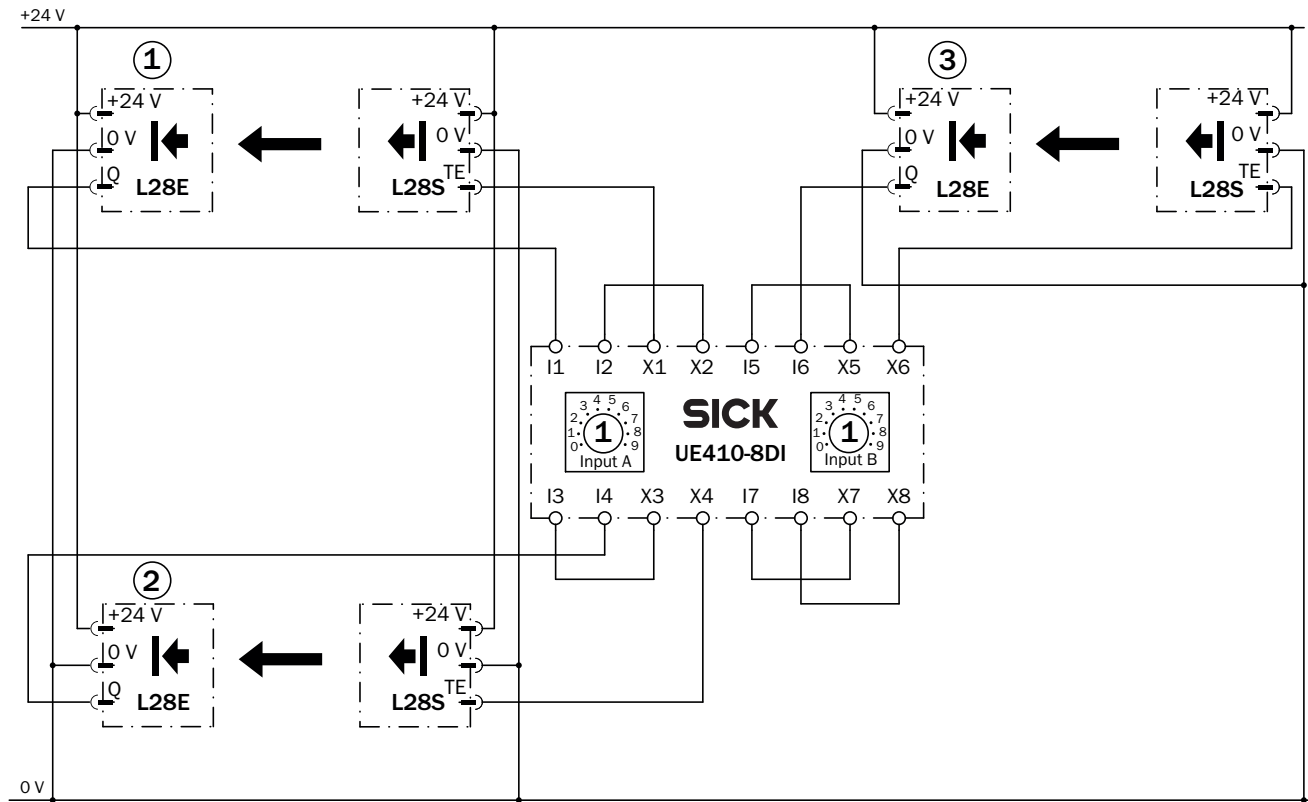 +24 V
1
3
+24 V
0 V
Q
L28E
+24 V
0 V
TE
L28S
+24 V
0 V
Q
L28E
+24 V
0 V
TE
L28S
I1 I2 X1 X2 I5 I6 X5 X6
0 1 2 3 4 5 6 7 8 9
1
Input A
SICK
UE410-8DI
0 1 2 3 4 5 6 7 8 9
1
Input B
I3 I4 X3 X4 I7 I8 X7 X8
2
+24 V
0 V
Q
L28E
+24 V
0 V
TE
L28S
0 V